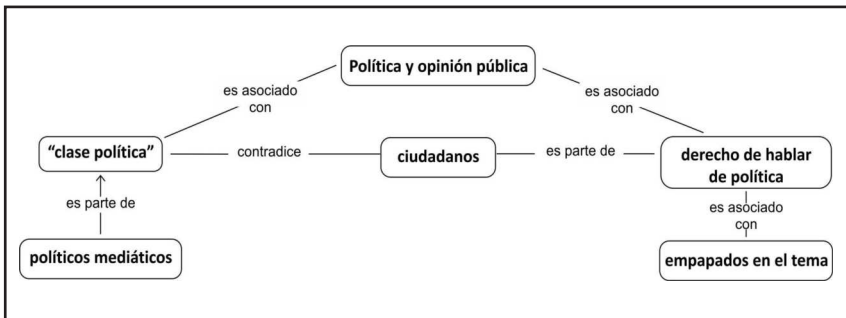 Política y opinión pública
es asociado
con
es asociado
con
“clase política”
contradice
ciudadanos
es parte de
derecho de hablar
de política
es parte de
es asociado
con
políticos mediáticos
empapados en el tema